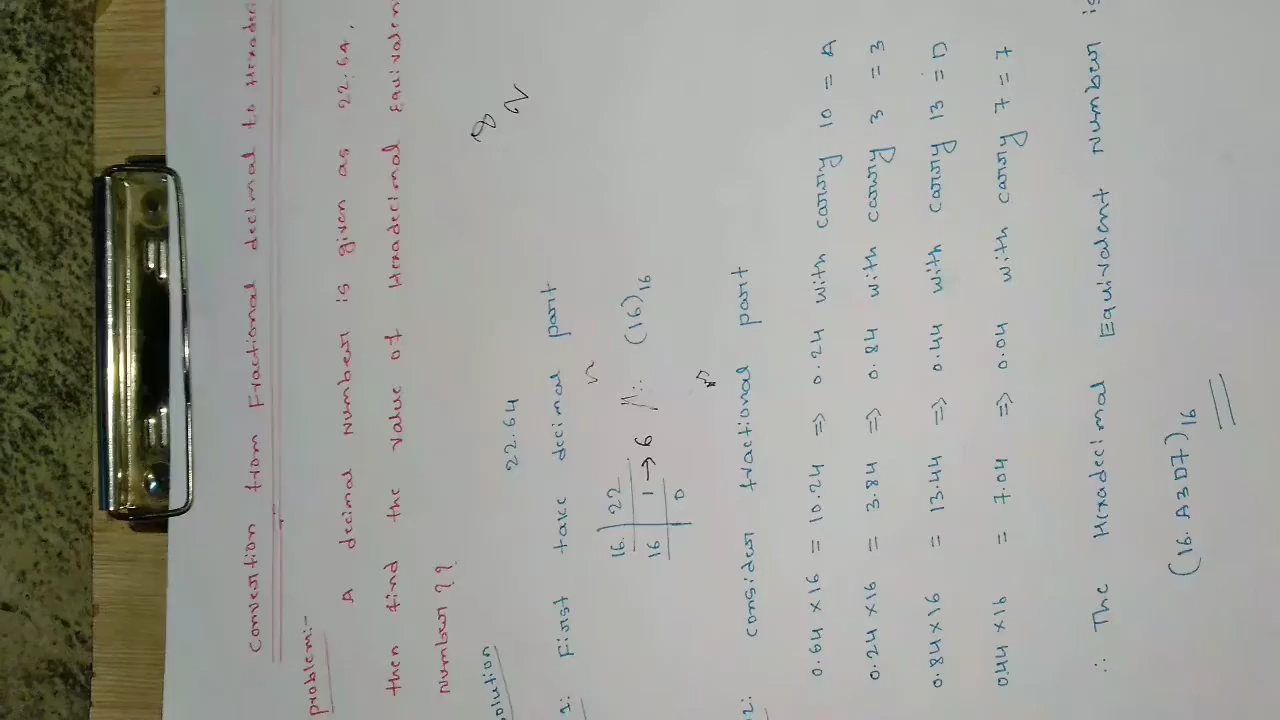 Convertion from Fractional decimal to Hexadeci
problem:-
A decimal Number is given as 22.64.
then find the value of Hexadecimal Equivalen
Number??
olution
22.64
1: First take decimal part
16 | 22
16 | 1 → 6 ∴ (16)16
0
2: consider fractional part
0.64 × 16 = 10.24 => 0.24 with carry 10 = A
0.24 × 16 = 3.84 => 0.84 with carry 3 = 3
0.84 × 16 = 13.44 => 0.44 with carry 13 = D
0.44 × 16 = 7.04 => 0.04 with carry 7 = 7
∴ The Hexadecimal Equivalent Number is
(16.A3D7)16